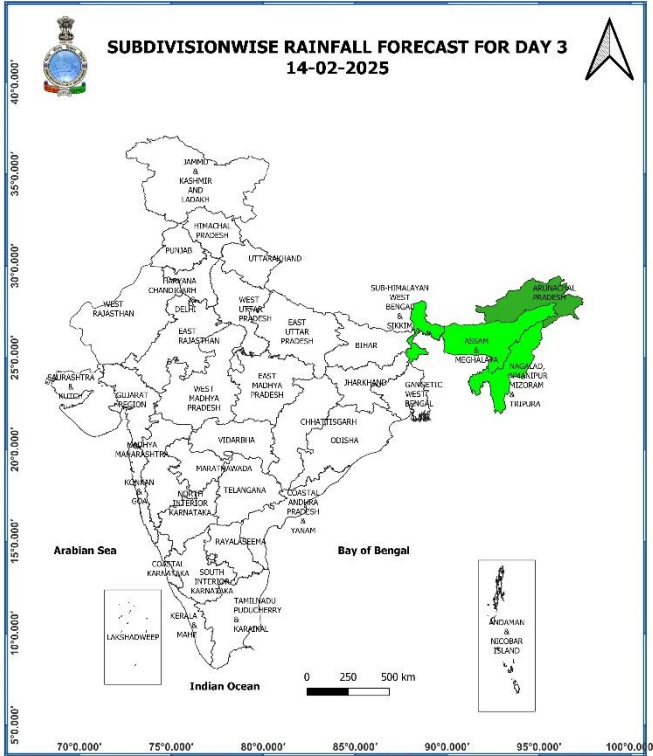 SUBDIVISIONWISE RAINFALL FORECAST FOR DAY 3
14-02-2025
40°0.000'
35°0.000'
30°0.000'
25°0.000'
20°0.000'
15°0.000'
10°0.000'
5°0.000'
JAMMU
&
KASHMIR
AND
LADAKH
HIMACHAL
PRADESH
PUNJAB
UTTARAKHAND
HARYANA
CHANDIGARH
&
DELHI
WEST
RAJASTHAN
WEST
UTTAR
PRADESH
EAST
RAJASTHAN
EAST
UTTAR
PRADESH
SUB-HIMALAYAN
WEST
BENGAL
&
SIKKIM
ARUNACHAL
PRADESH
BIHAR
ASSAM
&
MEGHALAYA
NAGALAD,
MANIPUR
MIZORAM
&
TRIPURA
SAURASHTRA
&
KUTCH
GUJARAT
REGION
WEST
MADHYA
PRADESH
EAST
MADHYA
PRADESH
JHARKHAND
GANGETIC
WEST
BENGAL
CHHATTISGARH
ODISHA
VIDARBHA
MADHYA
MAHARASHTRA
MARATHAWADA
KONKAN
&
GOA
NORTH
INTERIOR
KARNATAKA
TELANGANA
COASTAL
ANDHRA
PRADESH
&
YANAM
RAYALASEEMA
Arabian Sea
Bay of Bengal
COASTAL
KARNATAKA
SOUTH
INTERIOR
KARNATAKA
TAMILNADU
PUDUCHERRY
&
KARAIKAL
KERALA
&
MAHE
LAKSHADWEEP
ANDAMAN
&
NICOBAR
ISLAND
Indian Ocean
0 250 500 km
70°0.000' 75°0.000' 80°0.000' 85°0.000' 90°0.000' 95°0.000' 100°0.000'